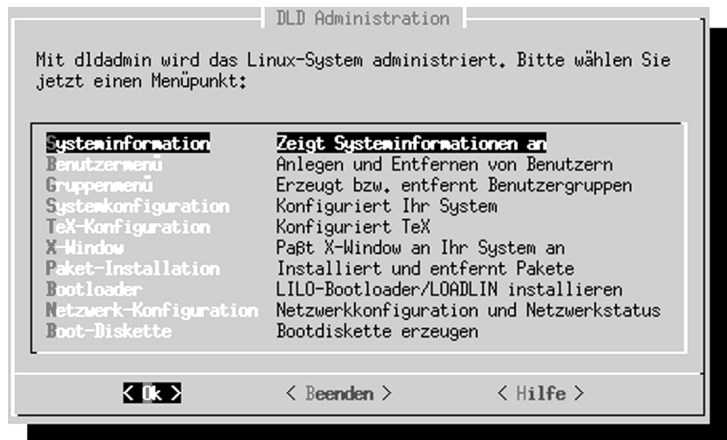 DLD Administration
Mit dldadmin wird das Linux-System administriert. Bitte wählen Sie
jetzt einen Menüpunkt:
Systeminformation Zeigt Systeminformationen an
Benutzermenü Anlegen und Entfernen von Benutzern
Gruppenmenü Erzeugt bzw. entfernt Benutzergruppen
Systemkonfiguration Konfiguriert Ihr System
TeX-Konfiguration Konfiguriert TeX
X-Window Paßt X-Window an Ihr System an
Paket-Installation Installiert und entfernt Pakete
Bootloader LILO-Bootloader/LOADLIN installieren
Netzwerk-Konfiguration Netzwerkkonfiguration und Netzwerkstatus
Boot-Diskette Bootdiskette erzeugen
< Ok > < Beenden > < Hilfe >